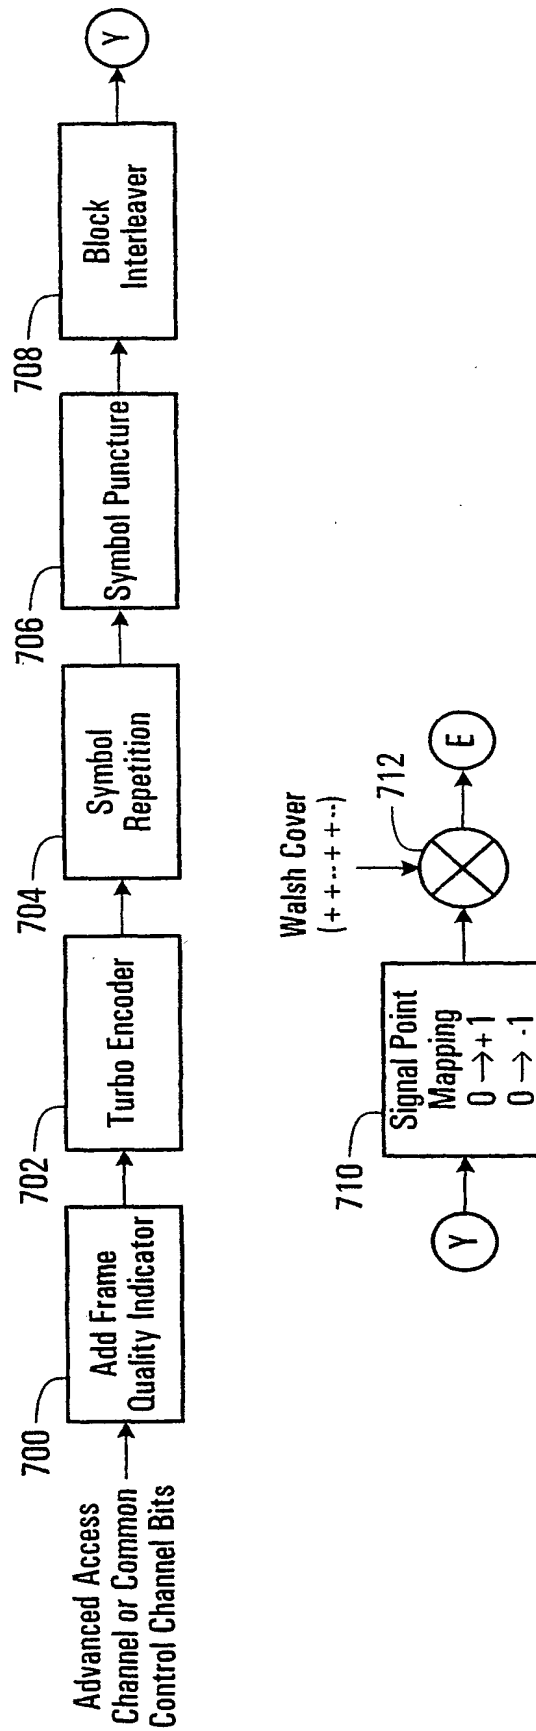 Advanced Access
Channel or Common
Control Channel Bits
700
Add Frame
Quality Indicator
702
Turbo Encoder
704
Symbol
Repetition
706
Symbol Puncture
708
Block
Interleaver
Y
Y
710
Signal Point
Mapping
0 → +1
0 → -1
Walsh Cover
(+ + -- + + --)
712
E